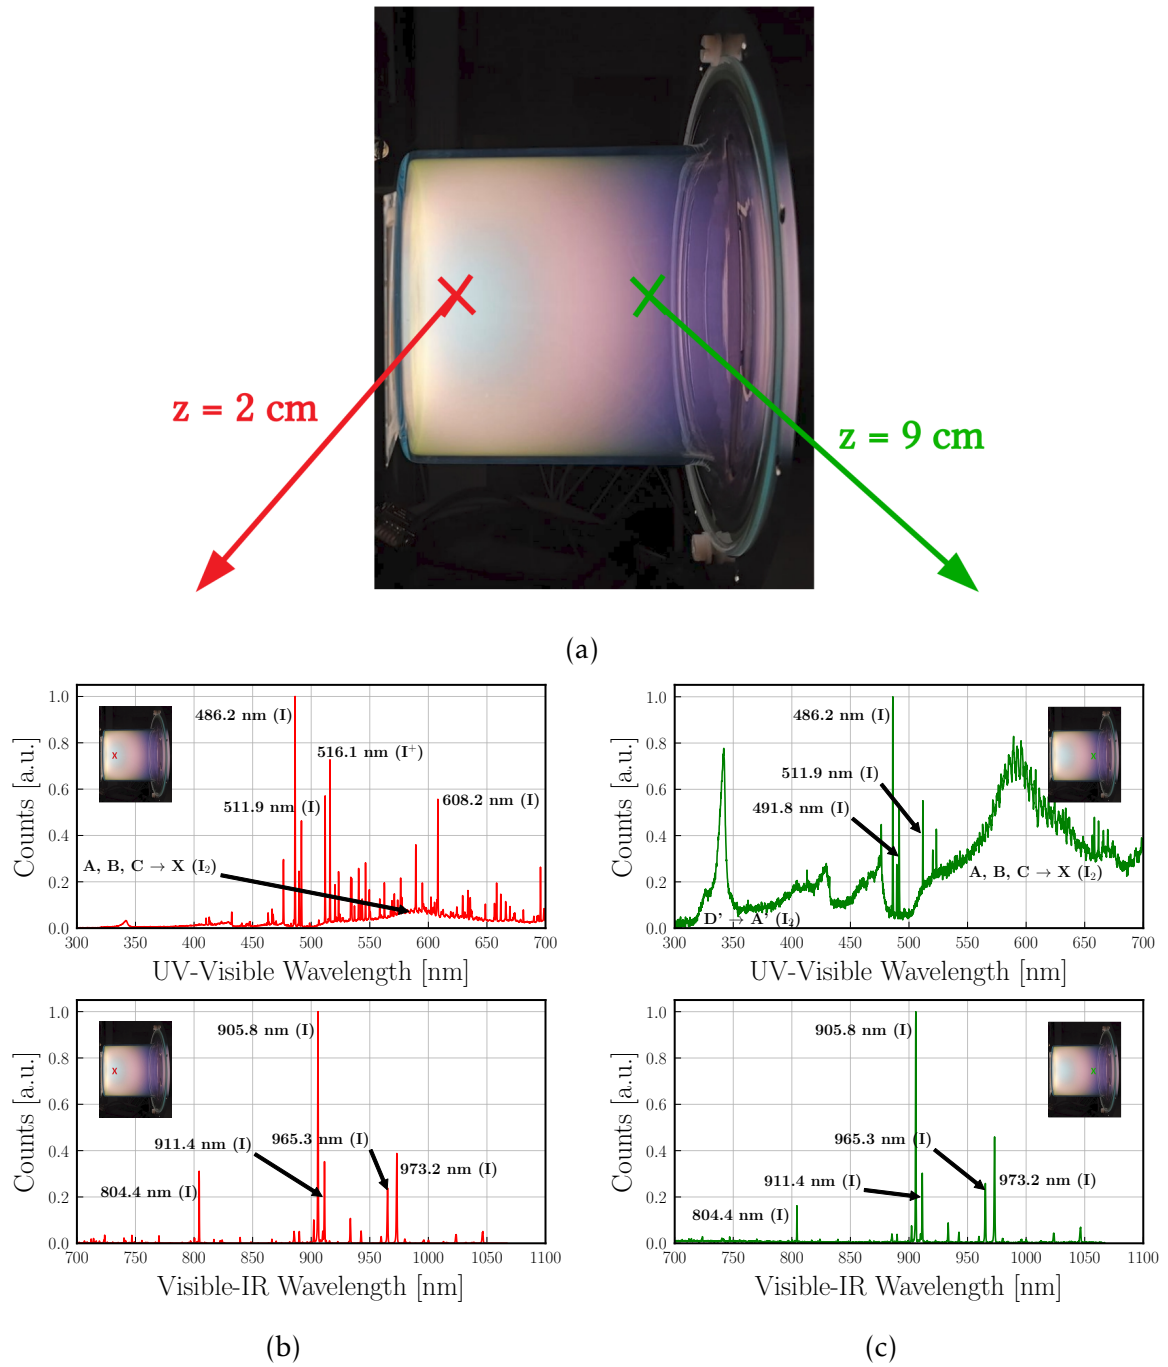 z = 2 cm
z = 9 cm
(a)
1.0
0.8
0.6
0.4
0.2
0.0
Counts [a.u.]
486.2 nm (I)
516.1 nm (I⁺)
511.9 nm (I)
608.2 nm (I)
A, B, C → X (I₂)
x
300 350 400 450 500 550 600 650 700
UV-Visible Wavelength [nm]
1.0
0.8
0.6
0.4
0.2
0.0
Counts [a.u.]
486.2 nm (I)
511.9 nm (I)
491.8 nm (I)
A, B, C → X (I₂)
D' → A' (I₂)
x
300 350 400 450 500 550 600 650 700
UV-Visible Wavelength [nm]
1.0
0.8
0.6
0.4
0.2
0.0
Counts [a.u.]
905.8 nm (I)
965.3 nm (I)
911.4 nm (I)
973.2 nm (I)
804.4 nm (I)
x
700 750 800 850 900 950 1000 1050 1100
Visible-IR Wavelength [nm]
1.0
0.8
0.6
0.4
0.2
0.0
Counts [a.u.]
905.8 nm (I)
965.3 nm (I)
911.4 nm (I)
973.2 nm (I)
804.4 nm (I)
x
700 750 800 850 900 950 1000 1050 1100
Visible-IR Wavelength [nm]
(b)
(c)